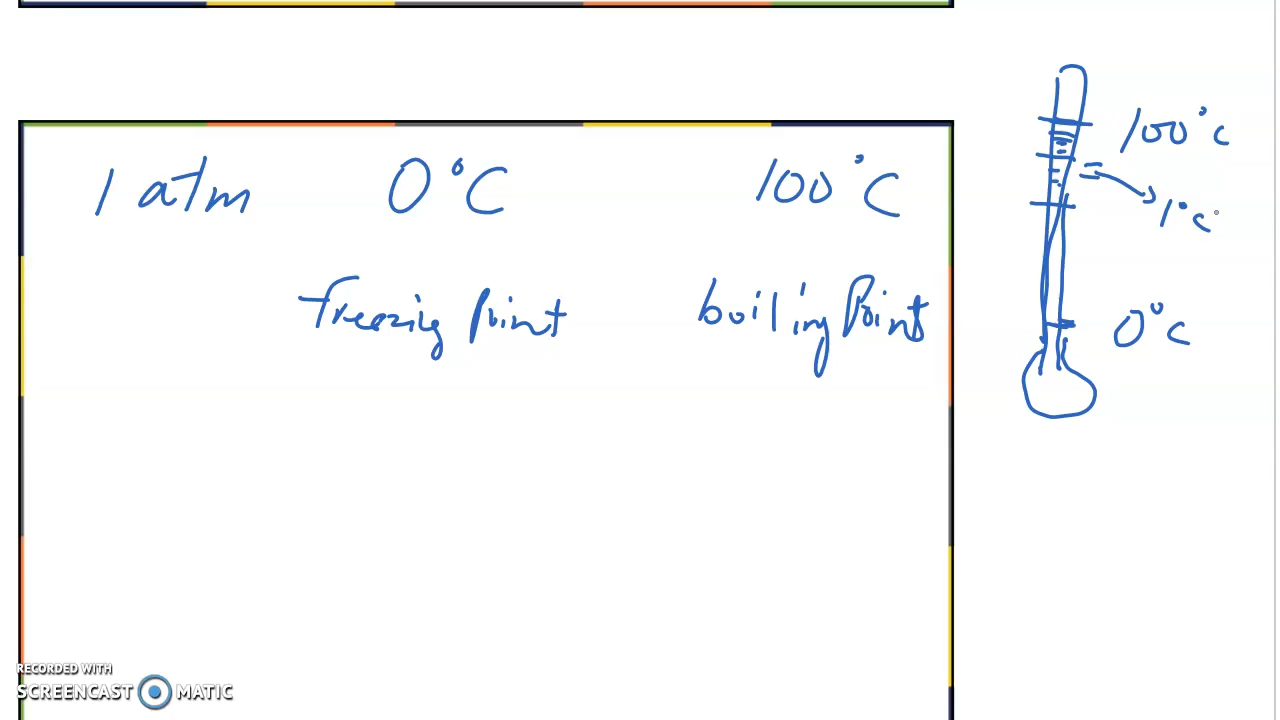 1 atm 0°C 100°C
freezing Point boiling Point
100°C
1°C
0°C
RECORDED WITH
SCREENCAST MATIC